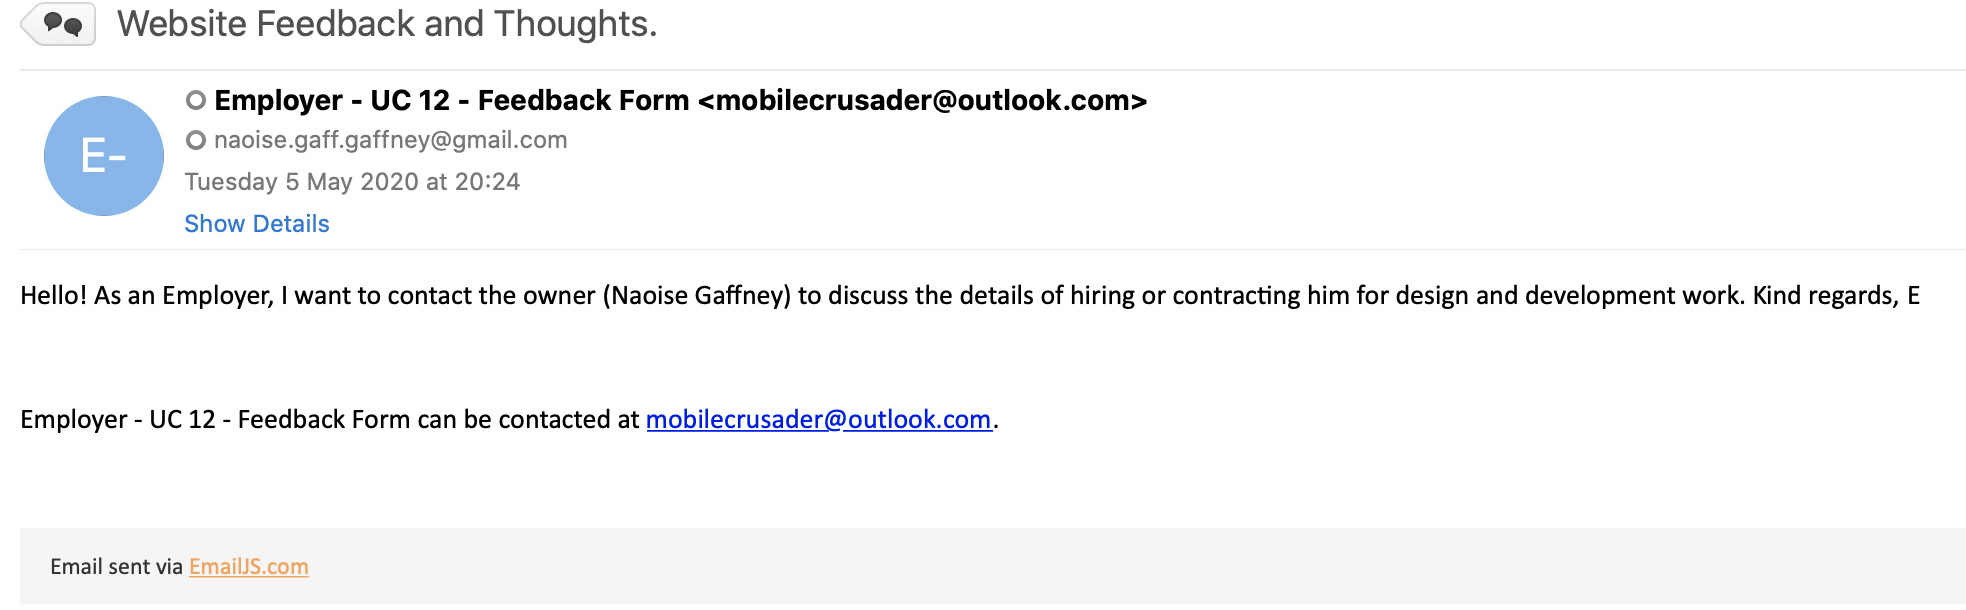 Website Feedback and Thoughts.
Employer - UC 12 - Feedback Form <mobilecrusader@outlook.com>
E-
naoise.gaff.gaffney@gmail.com
Tuesday 5 May 2020 at 20:24
Show Details
Hello! As an Employer, I want to contact the owner (Naoise Gaffney) to discuss the details of hiring or contracting him for design and development work. Kind regards, E
Employer - UC 12 - Feedback Form can be contacted at mobilecrusader@outlook.com.
Email sent via EmailJS.com